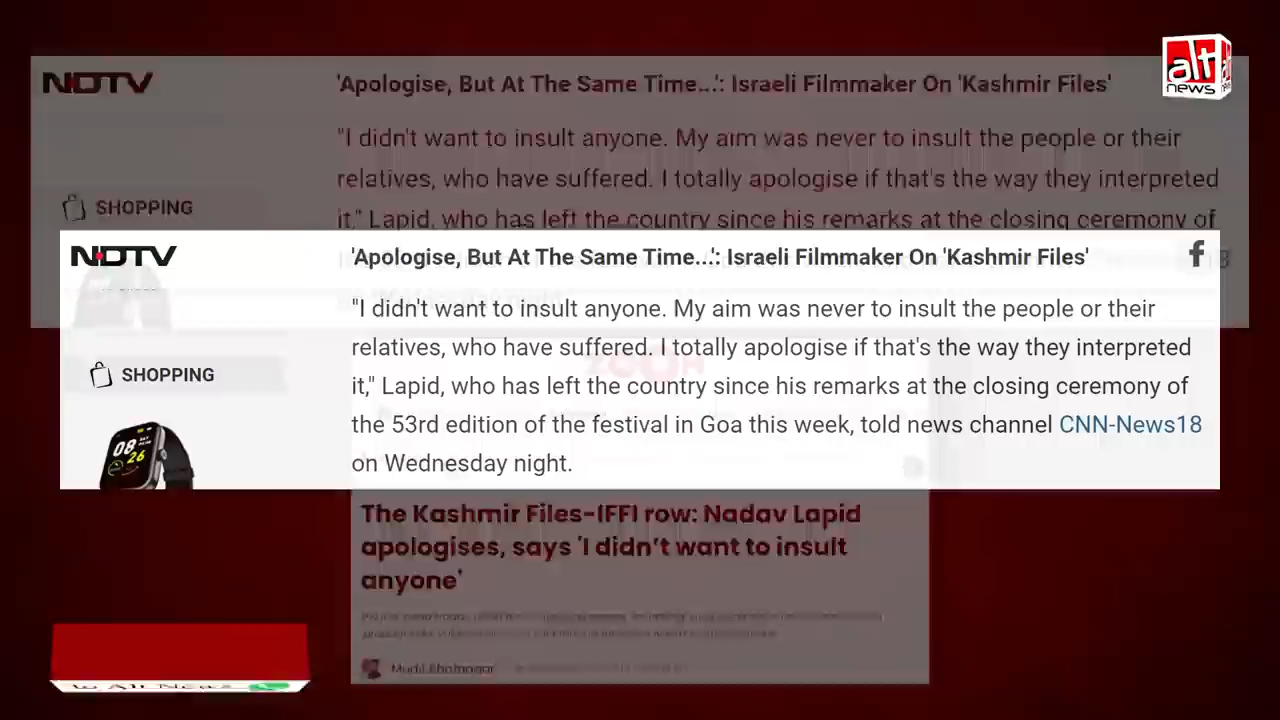 alt
news
NDTV
'Apologise, But At The Same Time...': Israeli Filmmaker On 'Kashmir Files'
"I didn't want to insult anyone. My aim was never to insult the people or their
relatives, who have suffered. I totally apologise if that's the way they interpreted
it," Lapid, who has left the country since his remarks at the closing ceremony of
SHOPPING
NDTV
'Apologise, But At The Same Time...': Israeli Filmmaker On 'Kashmir Files'
"I didn't want to insult anyone. My aim was never to insult the people or their
relatives, who have suffered. I totally apologise if that's the way they interpreted
it," Lapid, who has left the country since his remarks at the closing ceremony of
the 53rd edition of the festival in Goa this week, told news channel CNN-News18
on Wednesday night.
SHOPPING
08
26
The Kashmir Files-IFFI row: Nadav Lapid
apologises, says 'I didn't want to insult
anyone'
Mudit Bhatnagar